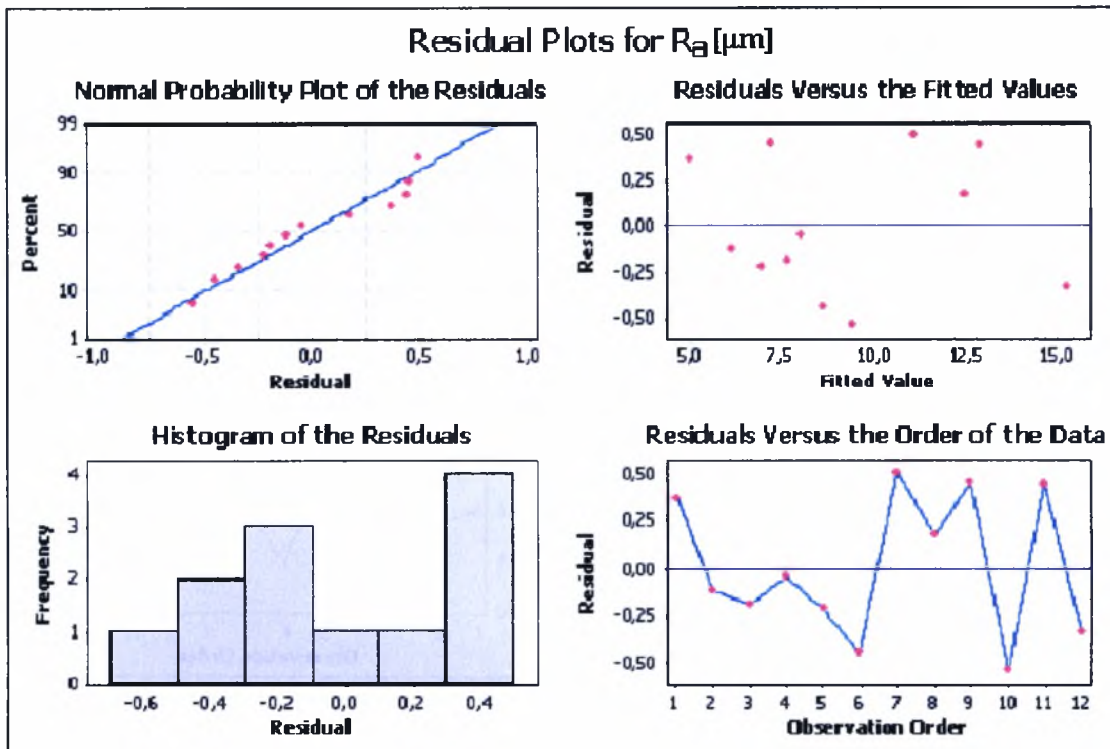 Residual Plots for Ra [µm]
Normal Probability Plot of the Residuals
99
90
50
10
1
Percent
-1,0 -0,5 0,0 0,5 1,0
Residual
Residuals Versus the Fitted Values
0,50
0,25
0,00
-0,25
-0,50
Residual
5,0 7,5 10,0 12,5 15,0
Fitted Value
Histogram of the Residuals
4
3
2
1
0
Frequency
-0,6 -0,4 -0,2 0,0 0,2 0,4
Residual
Residuals Versus the Order of the Data
0,50
0,25
0,00
-0,25
-0,50
Residual
1 2 3 4 5 6 7 8 9 10 11 12
Observation Order